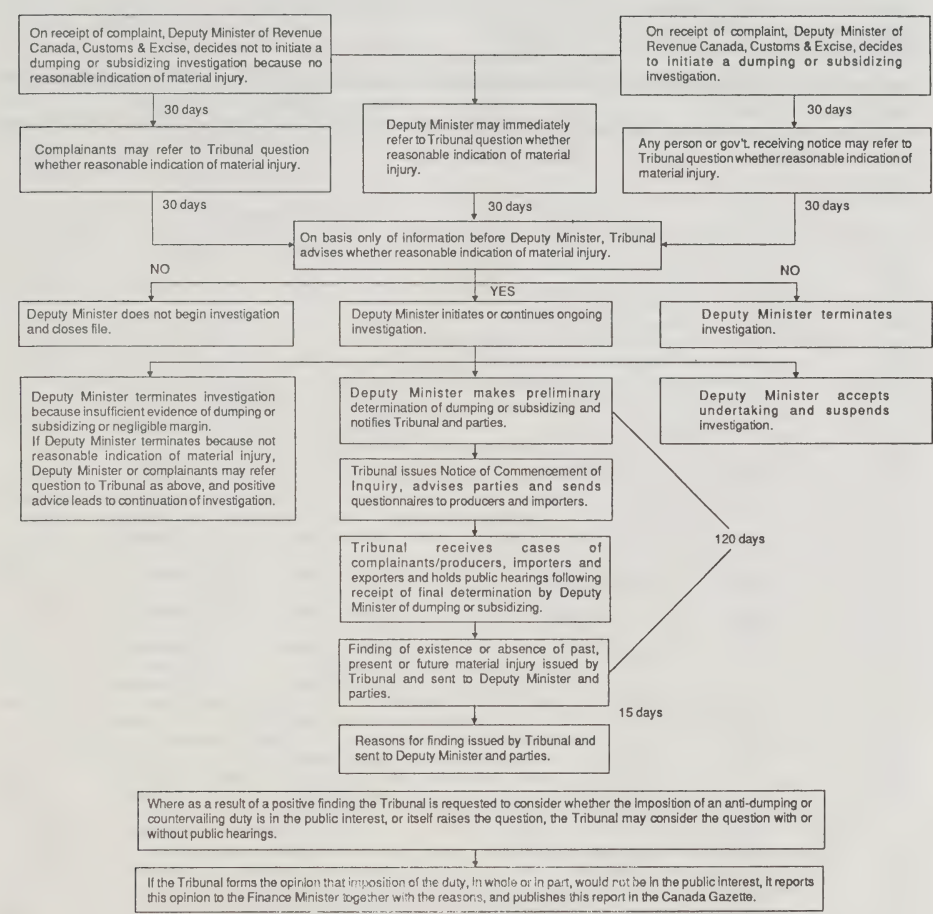 On receipt of complaint, Deputy Minister of Revenue
Canada, Customs & Excise, decides not to initiate a
dumping or subsidizing investigation because no
reasonable indication of material injury.
On receipt of complaint, Deputy Minister of
Revenue Canada, Customs & Excise, decides
to initiate a dumping or subsidizing
investigation.
30 days
30 days
Deputy Minister may immediately
refer to Tribunal question whether
reasonable indication of material
injury.
Complainants may refer to Tribunal question
whether reasonable indication of material injury.
Any person or gov't. receiving notice may refer to
Tribunal question whether reasonable indication of
material injury.
30 days
30 days
30 days
On basis only of information before Deputy Minister, Tribunal
advises whether reasonable indication of material injury.
NO
NO
YES
Deputy Minister does not begin investigation
and closes file.
Deputy Minister initiates or continues ongoing
investigation.
Deputy Minister terminates
investigation.
Deputy Minister terminates investigation
because insufficient evidence of dumping or
subsidizing or negligible margin.
If Deputy Minister terminates because not
reasonable indication of material injury,
Deputy Minister or complainants may refer
question to Tribunal as above, and positive
advice leads to continuation of investigation.
Deputy Minister makes preliminary
determination of dumping or subsidizing and
notifies Tribunal and parties.
Deputy Minister accepts
undertaking and suspends
investigation.
Tribunal issues Notice of Commencement of
Inquiry, advises parties and sends
questionnaires to producers and importers.
120 days
Tribunal receives cases of
complainants/producers, importers and
exporters and holds public hearings following
receipt of final determination by Deputy
Minister of dumping or subsidizing.
Finding of existence or absence of past,
present or future material injury issued by
Tribunal and sent to Deputy Minister and
parties.
15 days
Reasons for finding issued by Tribunal and
sent to Deputy Minister and parties.
Where as a result of a positive finding the Tribunal is requested to consider whether the imposition of an anti-dumping or
countervailing duty is in the public interest, or itself raises the question, the Tribunal may consider the question with or
without public hearings.
If the Tribunal forms the opinion that imposition of the duty, in whole or in part, would not be in the public interest, it reports
this opinion to the Finance Minister together with the reasons, and publishes this report in the Canada Gazette.